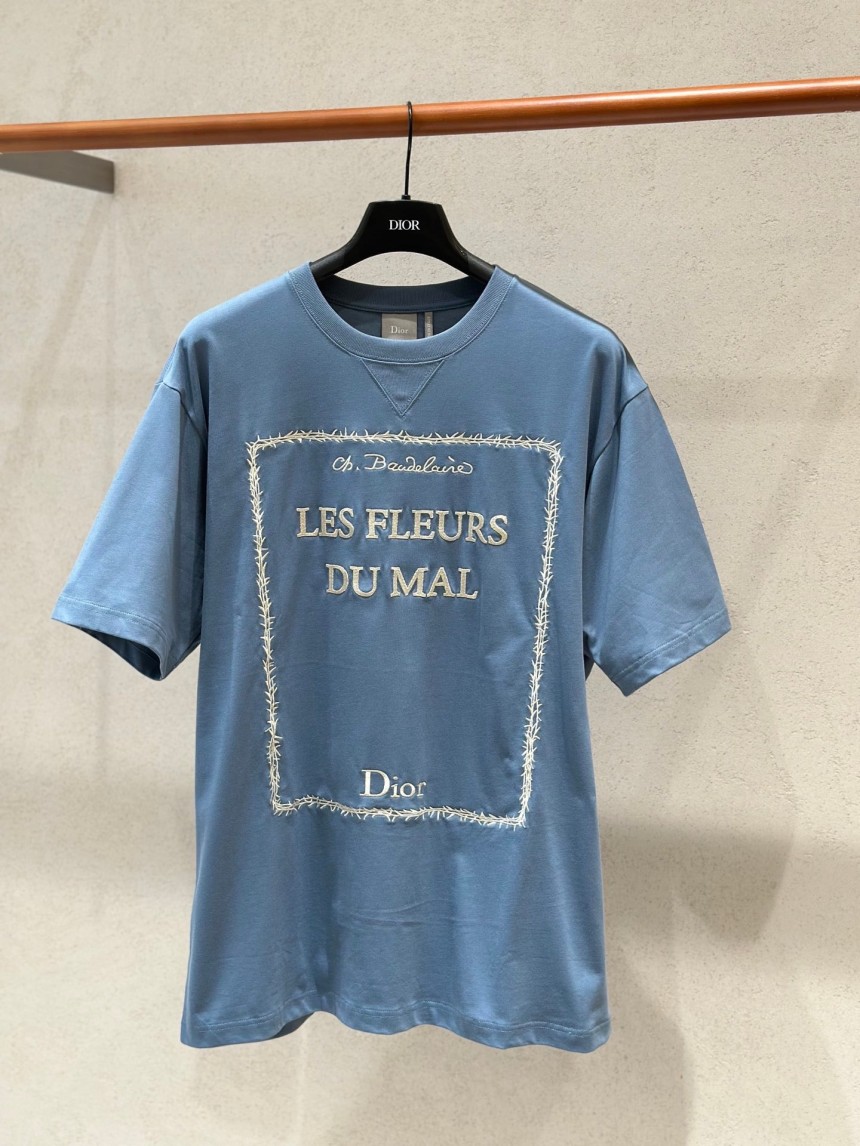 DIOR
Dior
Ch. Baudelaire
LES FLEURS
DU MAL
Dior